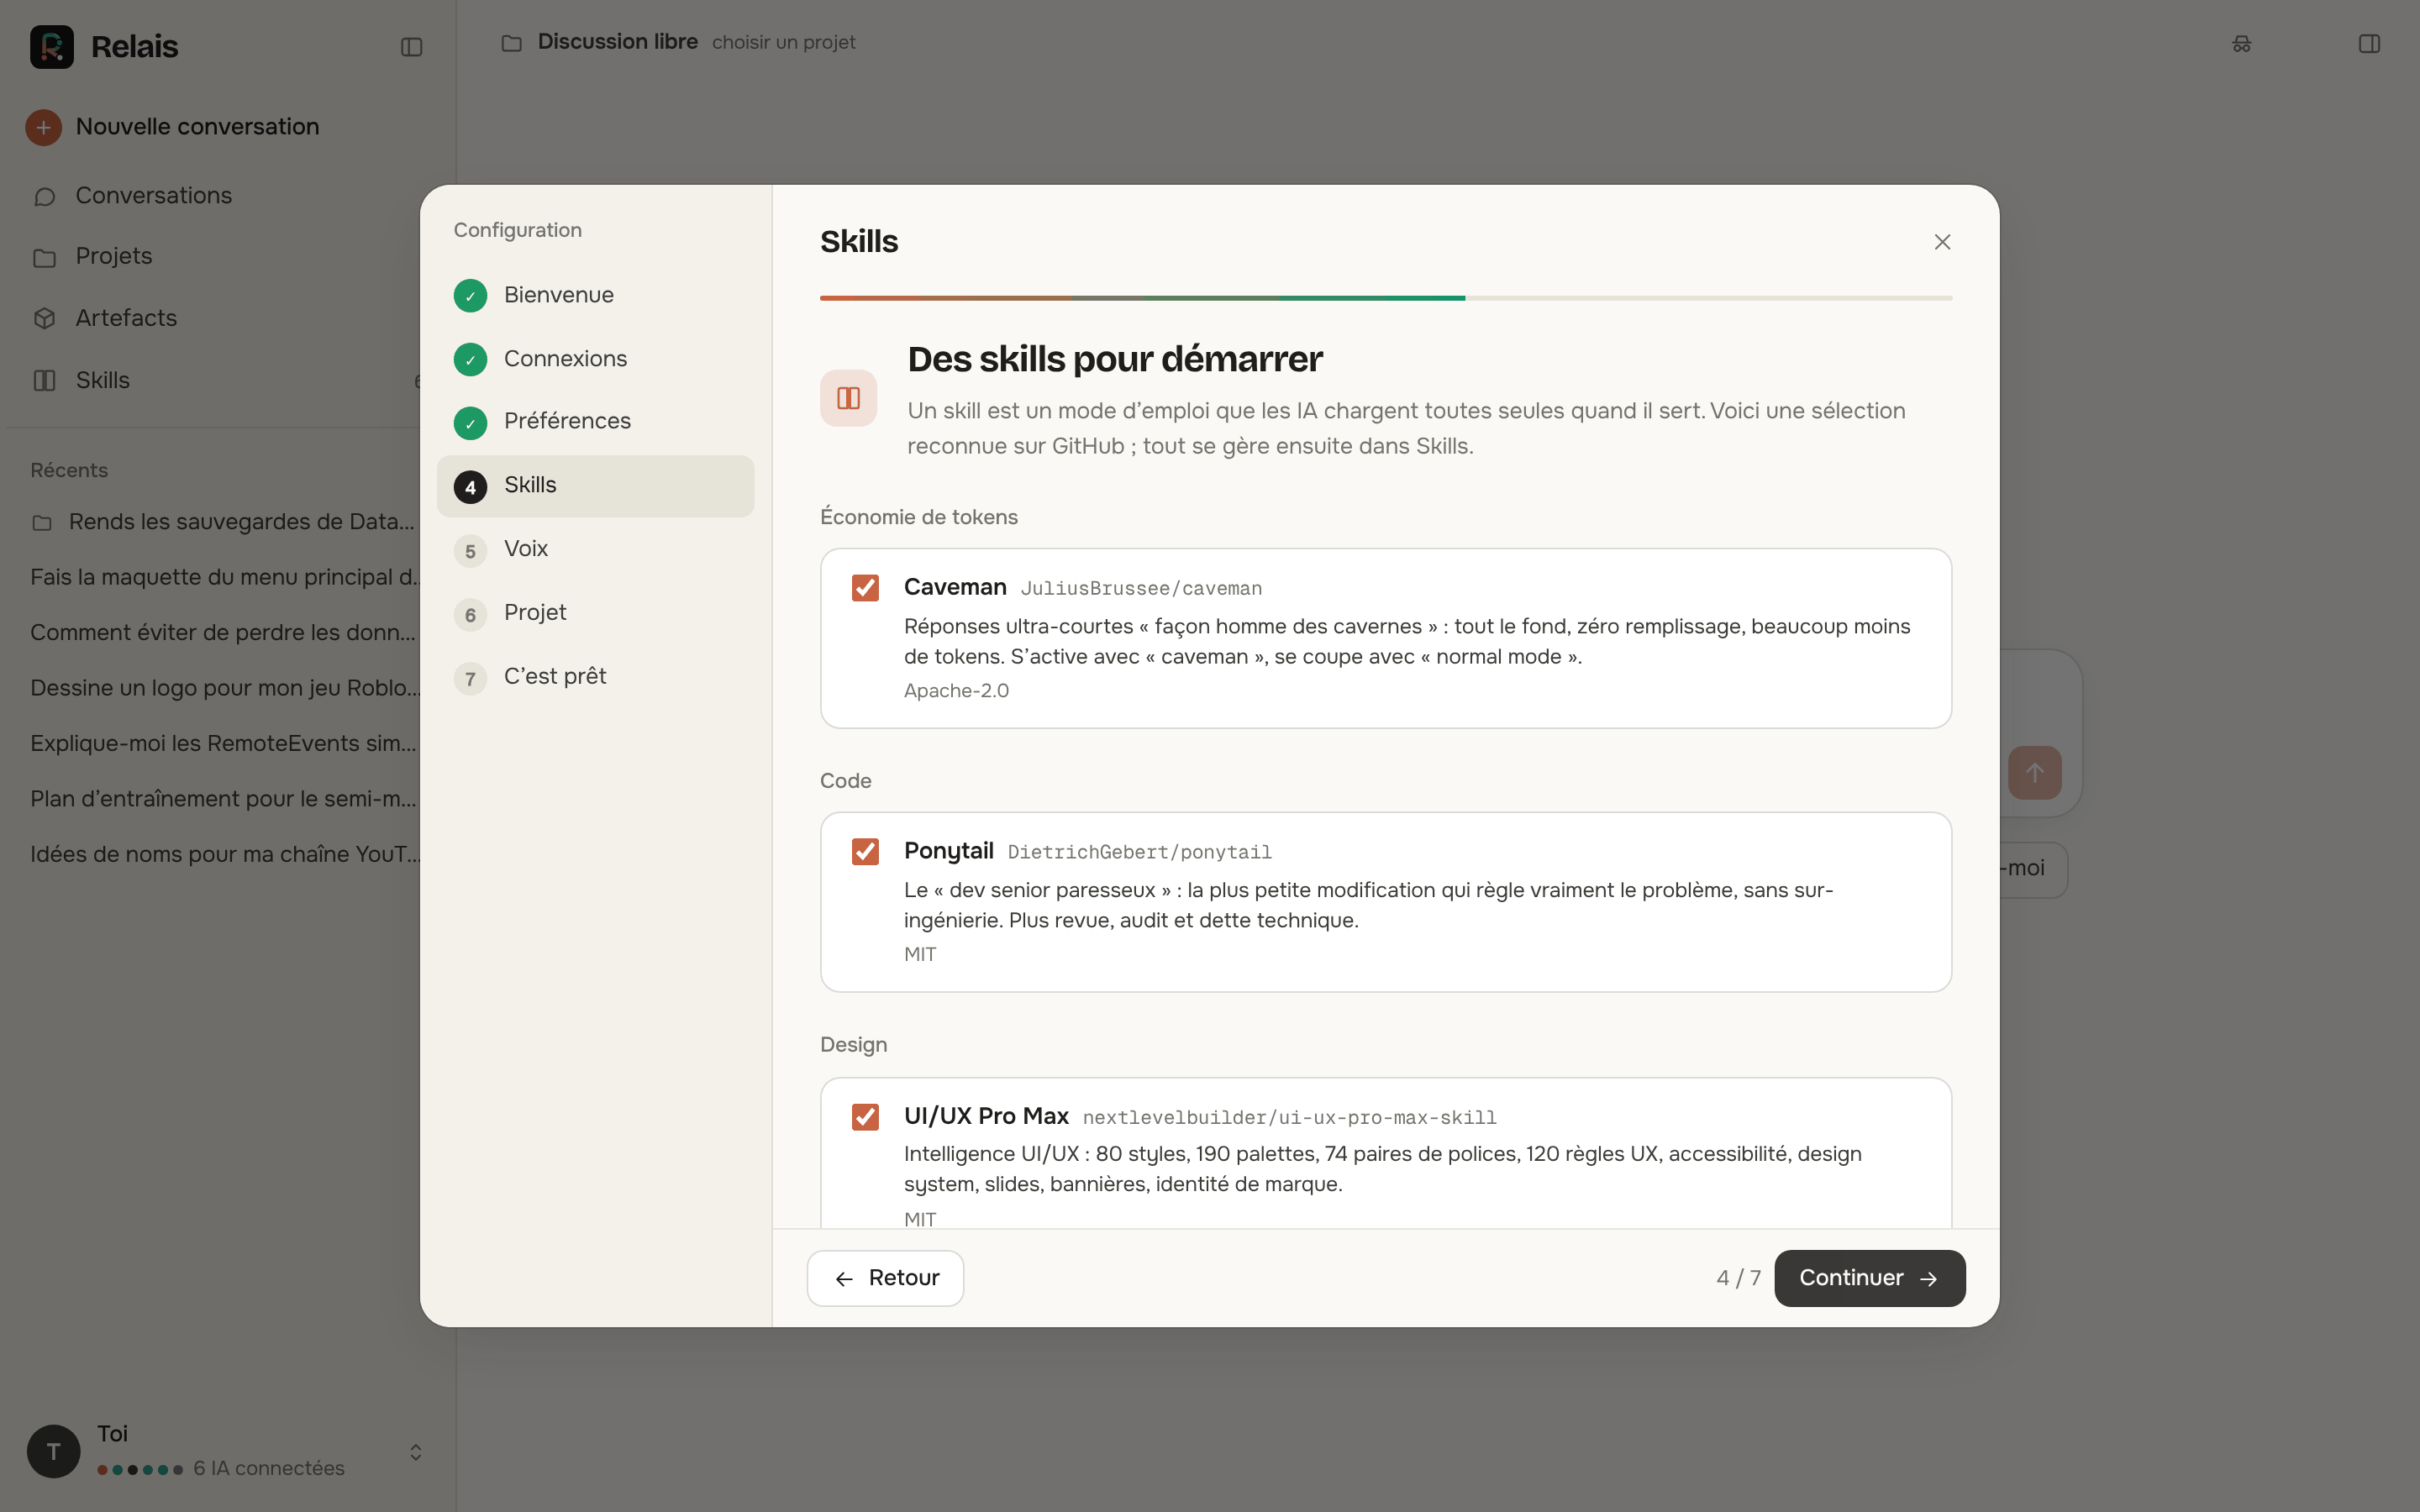 Relais
Nouvelle conversation
Conversations
Projets
Artefacts
Skills
Récents
Rends les sauvegardes de Data...
Fais la maquette du menu principal d...
Comment éviter de perdre les donn...
Dessine un logo pour mon jeu Roblo...
Explique-moi les RemoteEvents sim...
Plan d’entraînement pour le semi-m...
Idées de noms pour ma chaîne YouT...
T
Toi
6 IA connectées
Discussion libre choisir un projet
Configuration
✓ Bienvenue
✓ Connexions
✓ Préférences
4 Skills
5 Voix
6 Projet
7 C’est prêt
Skills
Des skills pour démarrer
Un skill est un mode d’emploi que les IA chargent toutes seules quand il sert. Voici une sélection
reconnue sur GitHub ; tout se gère ensuite dans Skills.
Économie de tokens
Caveman JuliusBrussee/caveman
Réponses ultra-courtes « façon homme des cavernes » : tout le fond, zéro remplissage, beaucoup moins
de tokens. S’active avec « caveman », se coupe avec « normal mode ».
Apache-2.0
Code
Ponytail DietrichGebert/ponytail
Le « dev senior paresseux » : la plus petite modification qui règle vraiment le problème, sans sur-
ingénierie. Plus revue, audit et dette technique.
MIT
Design
UI/UX Pro Max nextlevelbuilder/ui-ux-pro-max-skill
Intelligence UI/UX : 80 styles, 190 palettes, 74 paires de polices, 120 règles UX, accessibilité, design
system, slides, bannières, identité de marque.
MIT
Retour
4 / 7
Continuer
-moi